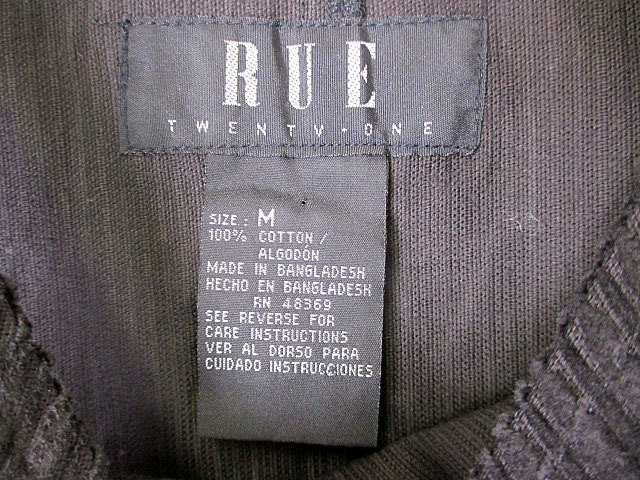 RUE
TWENTY-ONE
SIZE: M
100% COTTON/
ALGODÓN
MADE IN BANGLADESH
HECHO EN BANGLADESH
RN 48369
SEE REVERSE FOR
CARE INSTRUCTIONS
VER AL DORSO PARA
CUIDADO INSTRUCCIONES